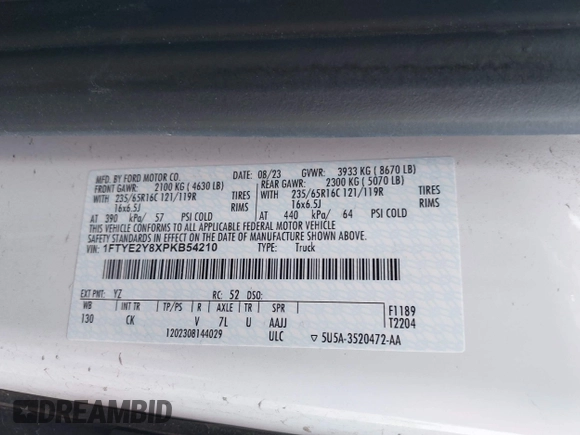 MFD. BY FORD MOTOR CO.
DATE: 08/23 GVWR: 3933 KG ( 8670 LB)
FRONT GAWR: 2100 KG ( 4630 LB)
REAR GAWR: 2300 KG ( 5070 LB)
WITH 235/65R16C 121/119R TIRES
WITH 235/65R16C 121/119R TIRES
16x6.5J RIMS
16x6.5J RIMS
AT 390 kPa/ 57 PSI COLD
AT 440 kPa/ 64 PSI COLD
THIS VEHICLE CONFORMS TO ALL APPLICABLE FEDERAL MOTOR VEHICLE
SAFETY STANDARDS IN EFFECT ON THE DATE OF MANUFACTURE SHOWN ABOVE.
VIN: 1FTYE2Y8XPKB54210 TYPE: Truck
EXT PNT: YZ RC: 52 DSO:
WB INT TR TP/PS R AXLE TR SPR F1189
130 CK V 7L U AAJJ T2204
1202308144029 ULC 5U5A-3520472-AA
DREAMBID